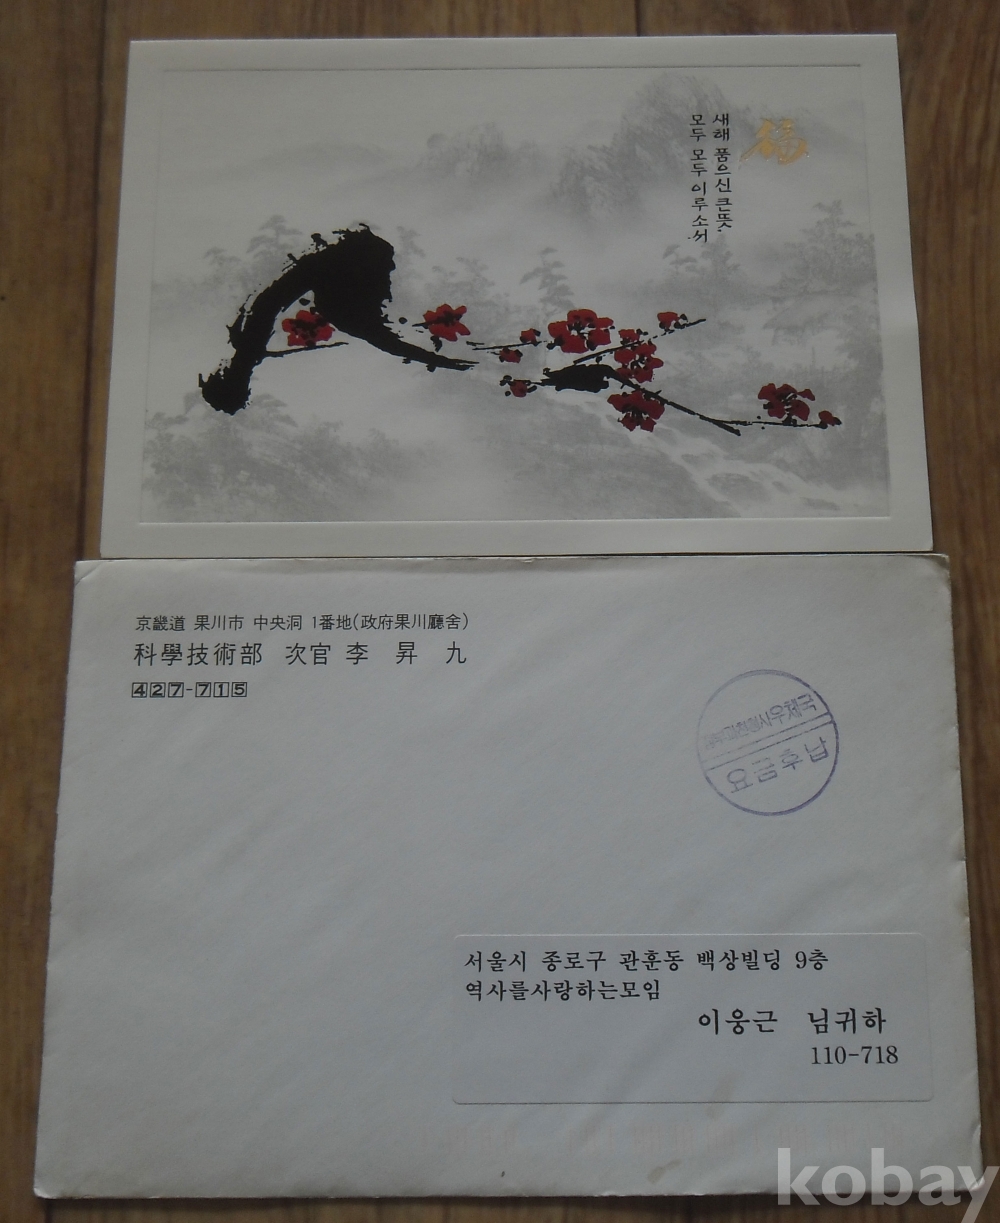 福
새해 품으신 큰 뜻
모두 모두 이루소서
京畿道 果川市 中央洞 1番地(政府果川廳舍)
科學技術部 次官 李 昇 九
427-715
요금후납
서울시 종로구 관훈동 백상빌딩 9층
역사를사랑하는모임
이웅근 님귀하
110-718
kobay